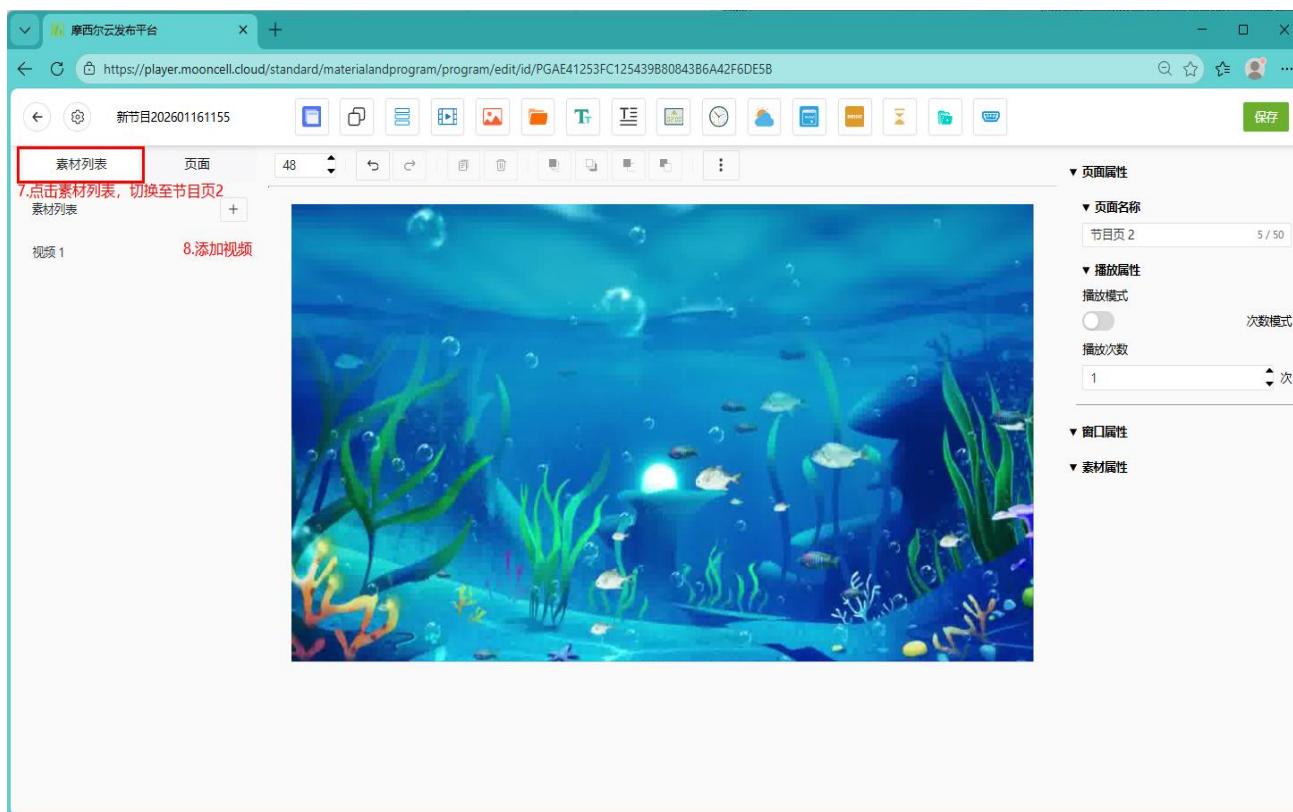 摩西尔云发布平台
https://player.mooncell.cloud/standard/materialandprogram/program/edit/id/PGAE41253FC125439B80843B6A42F6DE5B
新节目202601161155
保存
素材列表
页面
48
7.点击素材列表，切换至节目页2
素材列表
视频 1
8.添加视频
页面属性
页面名称
节目页 2
5 / 50
播放属性
播放模式
次数模式
播放次数
1
次
窗口属性
素材属性